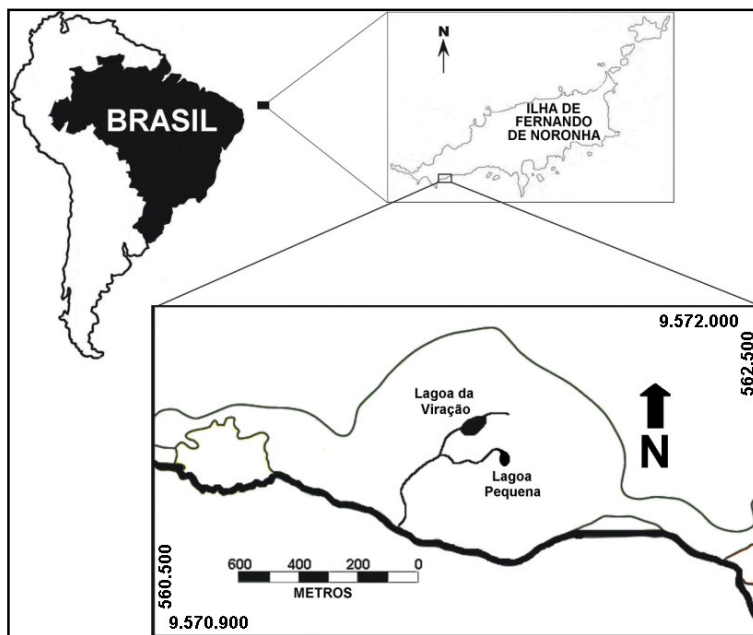 BRASIL
N
ILHA DE
FERNANDO
DE NORONHA
9.572.000
562.500
Lagoa da
Viração
N
Lagoa
Pequena
600 400 200 0
METROS
560.500
9.570.900